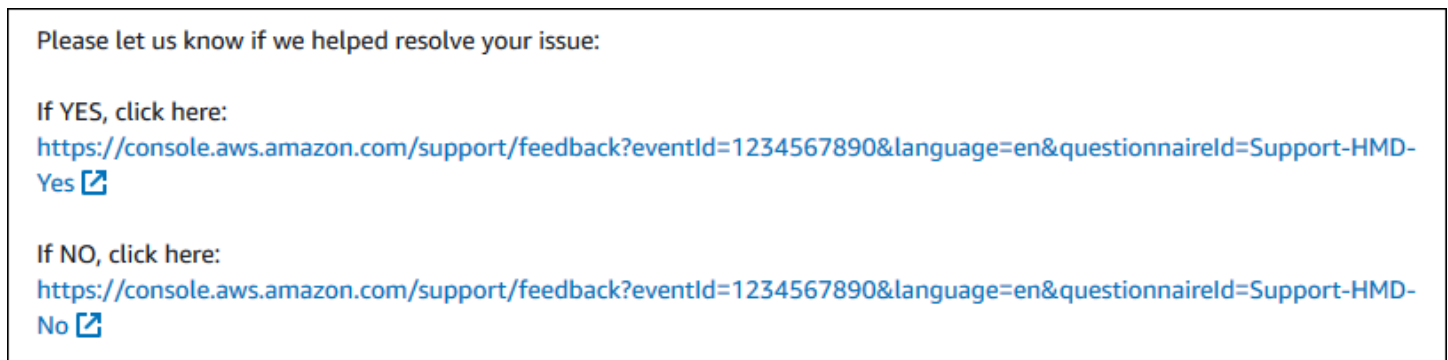 Please let us know if we helped resolve your issue:
If YES, click here:
https://console.aws.amazon.com/support/feedback?eventId=1234567890&language=en&questionnaireId=Support-HMD-
Yes
If NO, click here:
https://console.aws.amazon.com/support/feedback?eventId=1234567890&language=en&questionnaireId=Support-HMD-
No